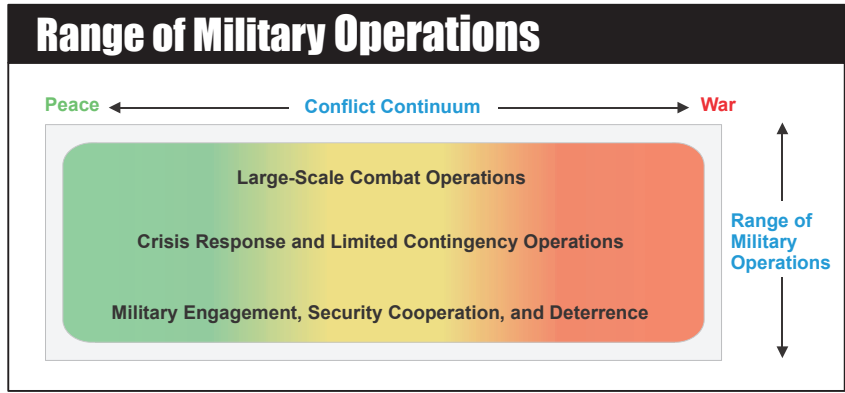 Range of Military Operations
Peace
Conflict Continuum
War
Large-Scale Combat Operations
Crisis Response and Limited Contingency Operations
Military Engagement, Security Cooperation, and Deterrence
Range of
Military
Operations